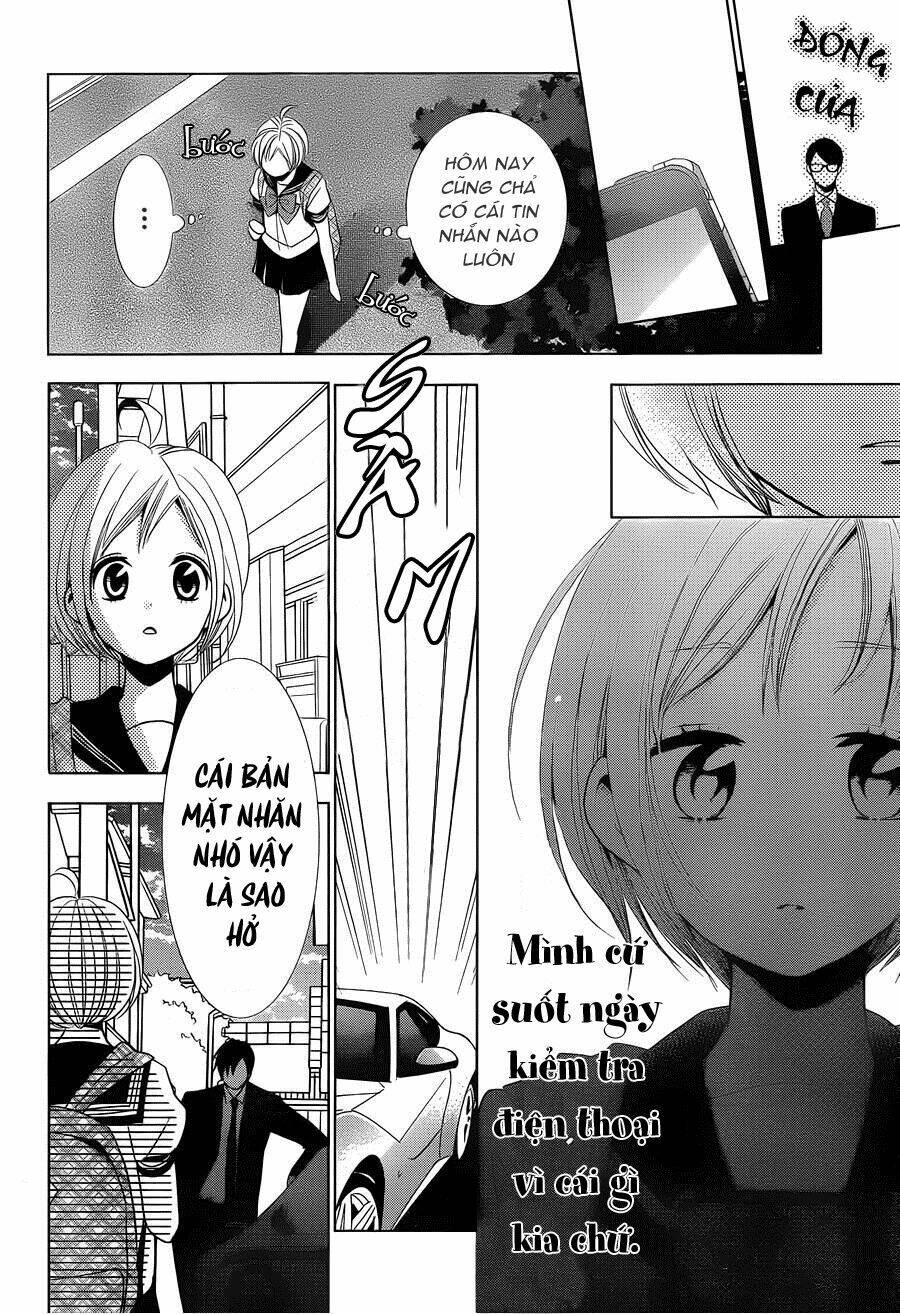 ĐÓNG
CỬA
HÔM NAY
CŨNG CHẢ
CÓ CÁI TIN
NHẮN NÀO
LUÔN
bước
...
bước
Mình cứ
suốt ngày
kiểm tra
điện thoại
vì cái gì
kia chứ.
SẦM
CÁI BẢN
MẶT NHĂN
NHÓ VẬY
LÀ SAO
HỞ